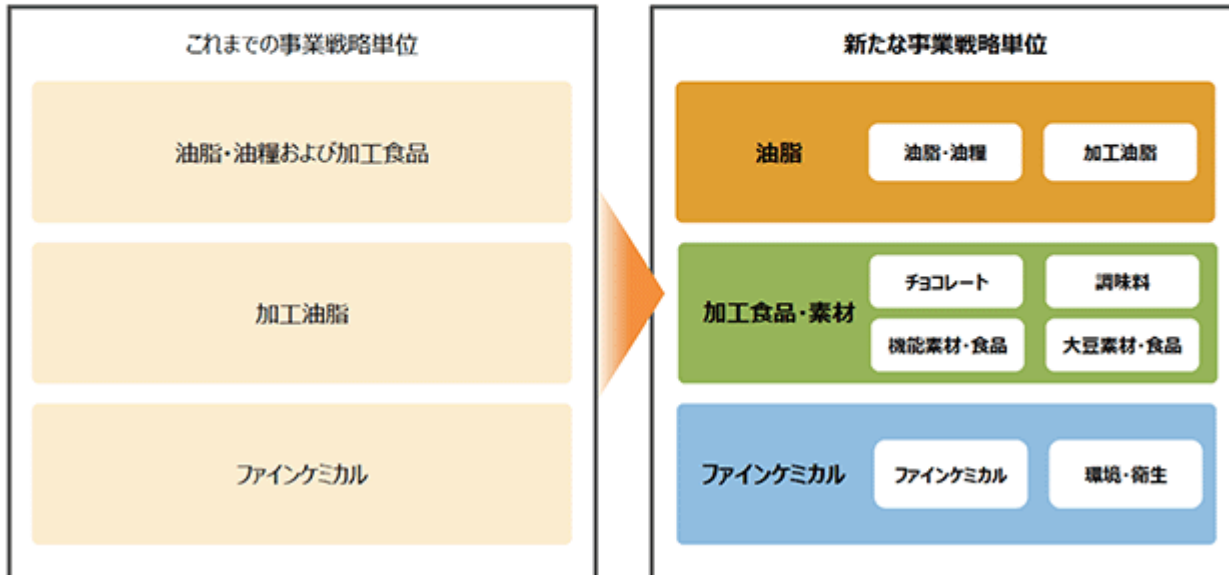 これまでの事業戦略単位
油脂・油糧および加工食品
加工油脂
ファインケミカル
新たな事業戦略単位
油脂
油脂・油糧
加工油脂
加工食品・素材
チョコレート
調味料
機能素材・食品
大豆素材・食品
ファインケミカル
ファインケミカル
環境・衛生